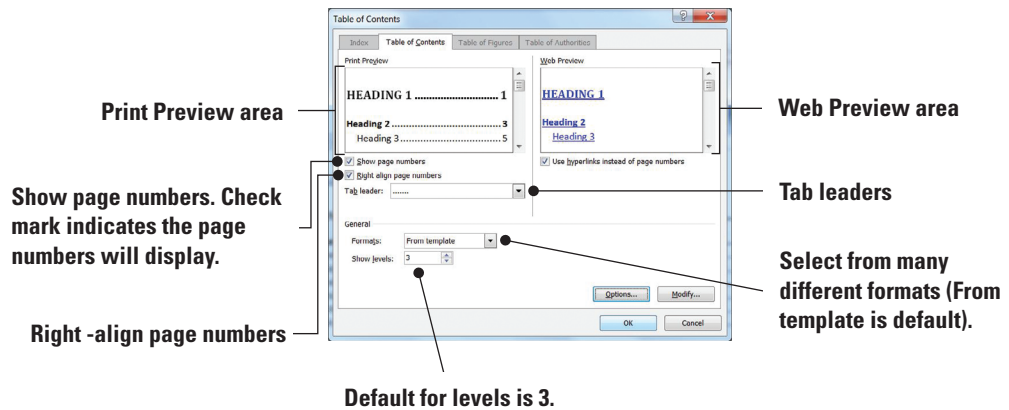 Table of Contents
Index Table of Contents Table of Figures Table of Authorities
Print Preview
Web Preview
HEADING 1 ............................. 1
HEADING 1
Heading 2 ................................... 3
Heading 2
Heading 3 ................................... 5
Heading 3
Show page numbers
Use hyperlinks instead of page numbers
Right align page numbers
Tab leader: .......
General
Formats: From template
Show levels: 3
Options... Modify...
OK Cancel
Print Preview area
Show page numbers. Check
mark indicates the page
numbers will display.
Right -align page numbers
Web Preview area
Tab leaders
Select from many
different formats (From
template is default).
Default for levels is 3.